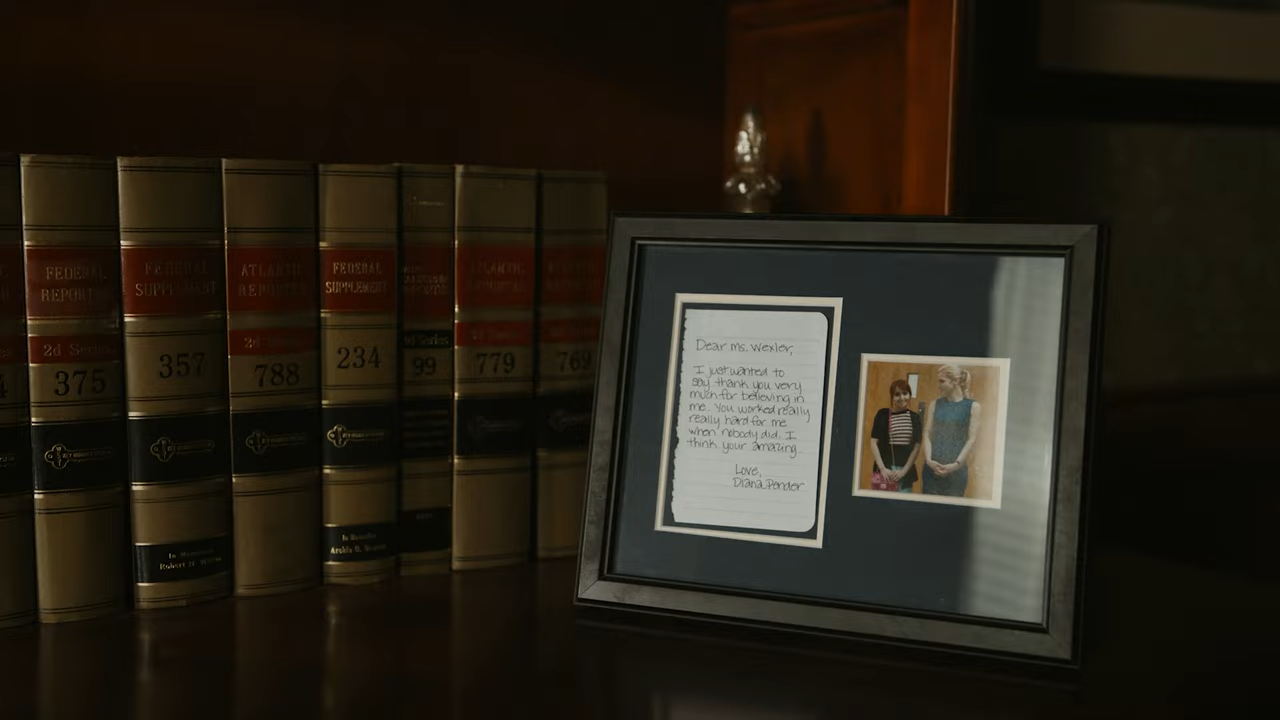 FEDERAL
REPORTER
2d Series
375
FEDERAL
SUPPLEMENT
357
In Memoriam
ATLANTIC
REPORTER
2d Series
788
FEDERAL
SUPPLEMENT
234
2d Series
99
ATLANTIC
REPORTER
779
769
Dear Ms. Wexler,
I just wanted to
say thank you very
much for believing in
me. You worked really
really hard for me
when nobody did. I
think your amazing.
Love,
Diana Pender